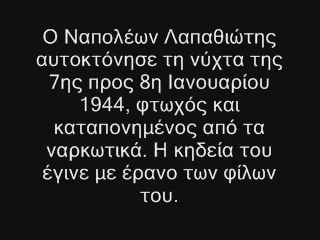 Ο Ναπολέων Λαπαθιώτης
αυτοκτόνησε τη νύχτα της
7ης προς 8η Ιανουαρίου
1944, φτωχός και
καταπονημένος από τα
ναρκωτικά. Η κηδεία του
έγινε με έρανο των φίλων
του.